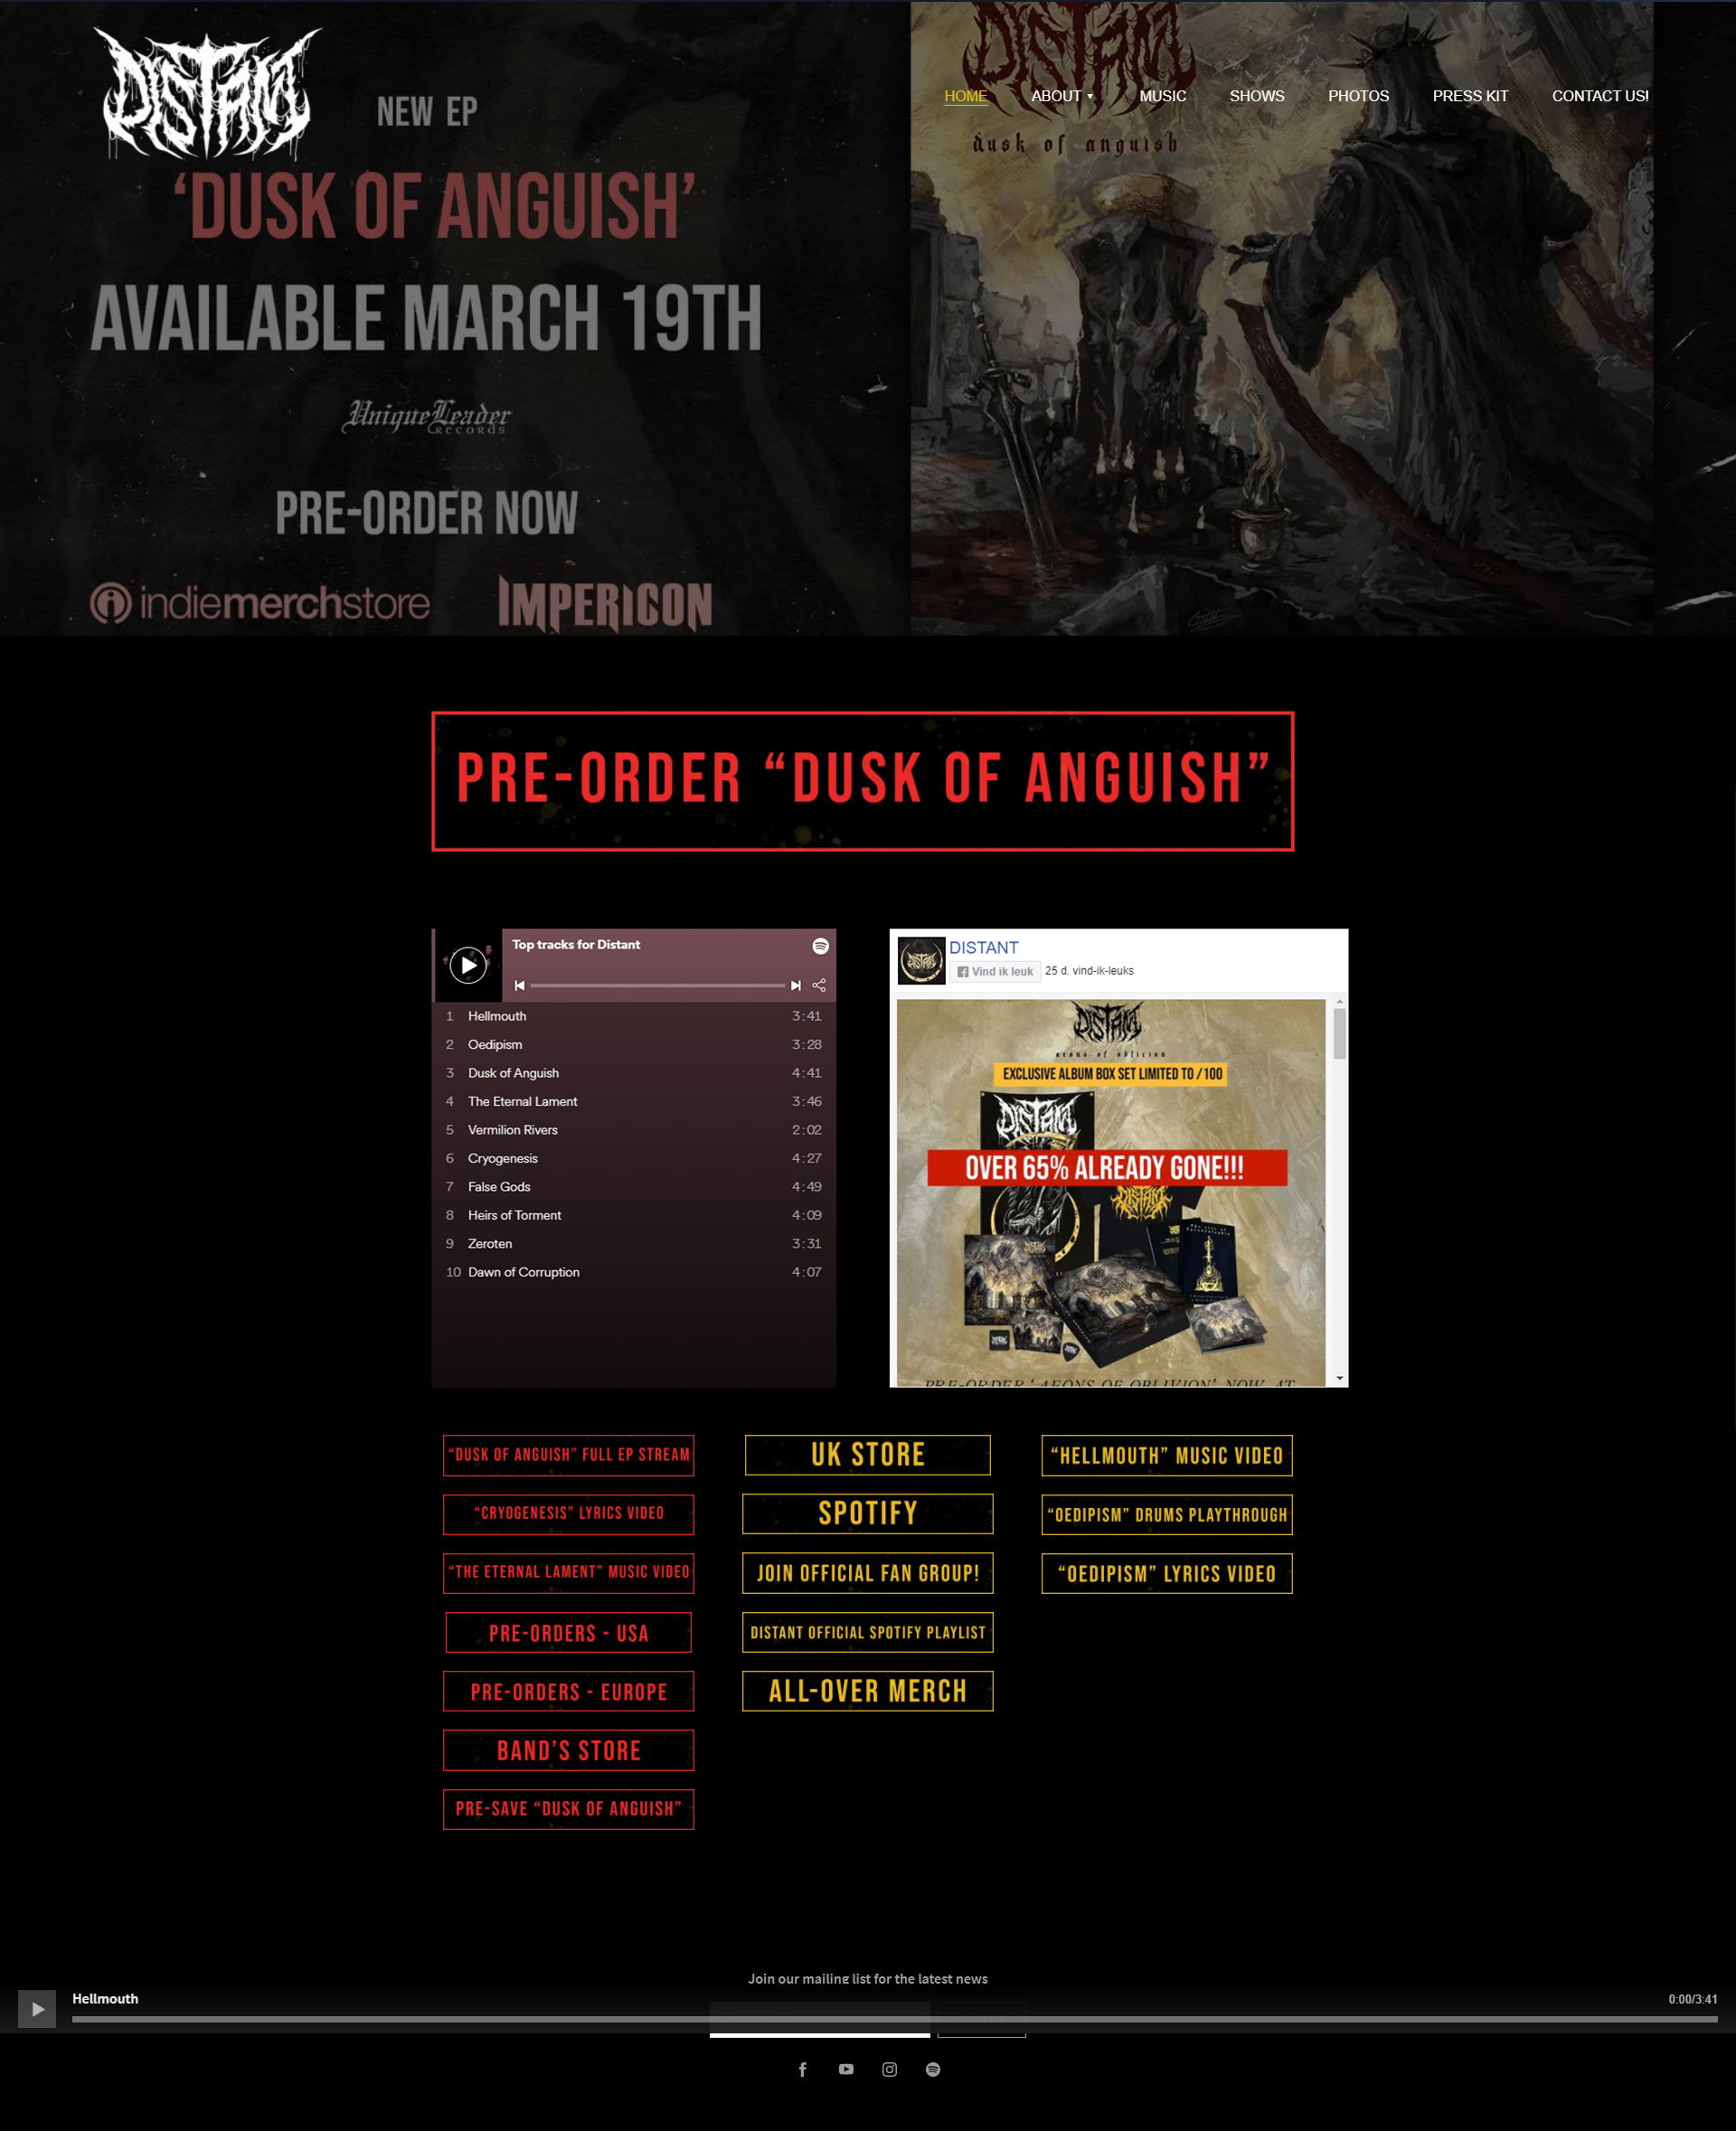 DISTANT
NEW EP
‘DUSK OF ANGUISH’
AVAILABLE MARCH 19TH
UniqueLeader
RECORDS
PRE-ORDER NOW
indiemerchstore
IMPERICON
DISTANT
HOME
ABOUT ▾
MUSIC
SHOWS
PHOTOS
PRESS KIT
CONTACT US!
dusk of anguish
PRE-ORDER “DUSK OF ANGUISH”
Top tracks for Distant
1 Hellmouth 3:41
2 Oedipism 3:28
3 Dusk of Anguish 4:41
4 The Eternal Lament 3:46
5 Vermilion Rivers 2:02
6 Cryogenesis 4:27
7 False Gods 4:49
8 Heirs of Torment 4:09
9 Zeroten 3:31
10 Dawn of Corruption 4:07
DISTANT
Vind ik leuk 25 d. vind-ik-leuks
DISTANT
aeons of oblivion
EXCLUSIVE ALBUM BOX SET LIMITED TO /100
DISTANT
OVER 65% ALREADY GONE!!!
DISTANT
PRE-ORDER ‘AEONS OF OBLIVION’ NOW AT
“DUSK OF ANGUISH” FULL EP STREAM
“CRYOGENESIS” LYRICS VIDEO
“THE ETERNAL LAMENT” MUSIC VIDEO
PRE-ORDERS - USA
PRE-ORDERS - EUROPE
BAND’S STORE
PRE-SAVE “DUSK OF ANGUISH”
UK STORE
SPOTIFY
JOIN OFFICIAL FAN GROUP!
DISTANT OFFICIAL SPOTIFY PLAYLIST
ALL-OVER MERCH
“HELLMOUTH” MUSIC VIDEO
“OEDIPISM” DRUMS PLAYTHROUGH
“OEDIPISM” LYRICS VIDEO
Join our mailing list for the latest news
Hellmouth
0:00/3:41